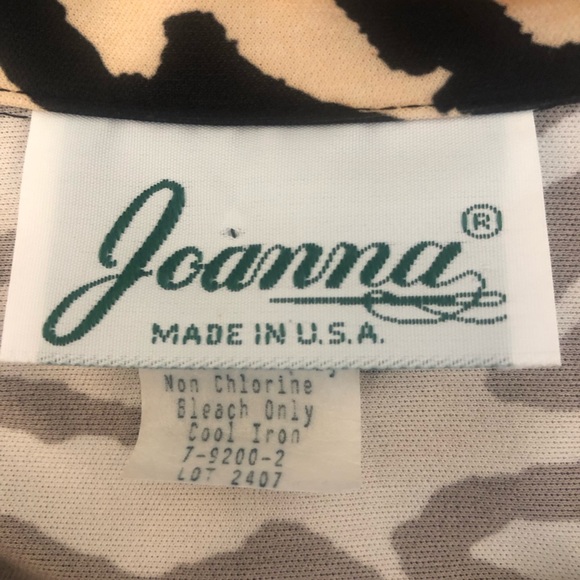 Joanna®
MADE IN U.S.A.
Non Chlorine
Bleach Only
Cool Iron
7-9200-2
LOT 2407